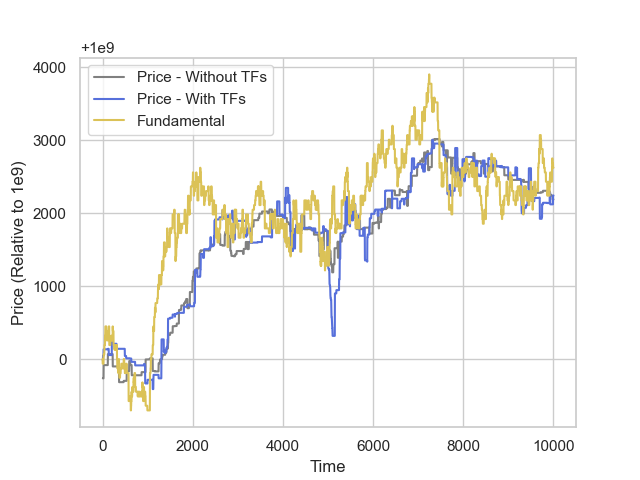 +1e9
Price - Without TFs
Price - With TFs
Fundamental
4000
3000
2000
1000
0
Price (Relative to 1e9)
0 2000 4000 6000 8000 10000
Time